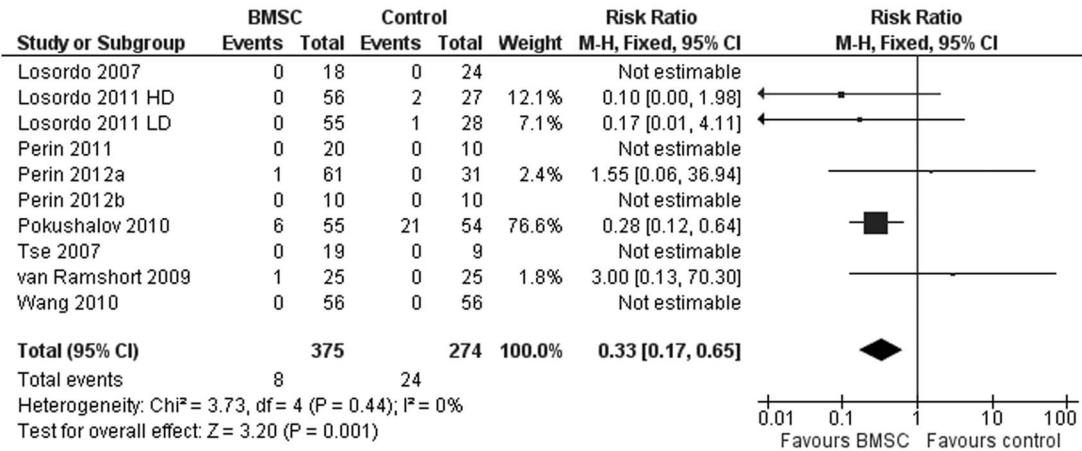 BMSC Control Risk Ratio Risk Ratio
Study or Subgroup Events Total Events Total Weight M-H, Fixed, 95% CI M-H, Fixed, 95% CI
Losordo 2007 0 18 0 24 Not estimable
Losordo 2011 HD 0 56 2 27 12.1% 0.10 [0.00, 1.98]
Losordo 2011 LD 0 55 1 28 7.1% 0.17 [0.01, 4.11]
Perin 2011 0 20 0 10 Not estimable
Perin 2012a 1 61 0 31 2.4% 1.55 [0.06, 36.94]
Perin 2012b 0 10 0 10 Not estimable
Pokushalov 2010 6 55 21 54 76.6% 0.28 [0.12, 0.64]
Tse 2007 0 19 0 9 Not estimable
van Ramshort 2009 1 25 0 25 1.8% 3.00 [0.13, 70.30]
Wang 2010 0 56 0 56 Not estimable
Total (95% CI) 375 274 100.0% 0.33 [0.17, 0.65]
Total events 8 24
Heterogeneity: Chi² = 3.73, df = 4 (P = 0.44); I² = 0%
Test for overall effect: Z = 3.20 (P = 0.001)
0.01 0.1 1 10 100
Favours BMSC Favours control